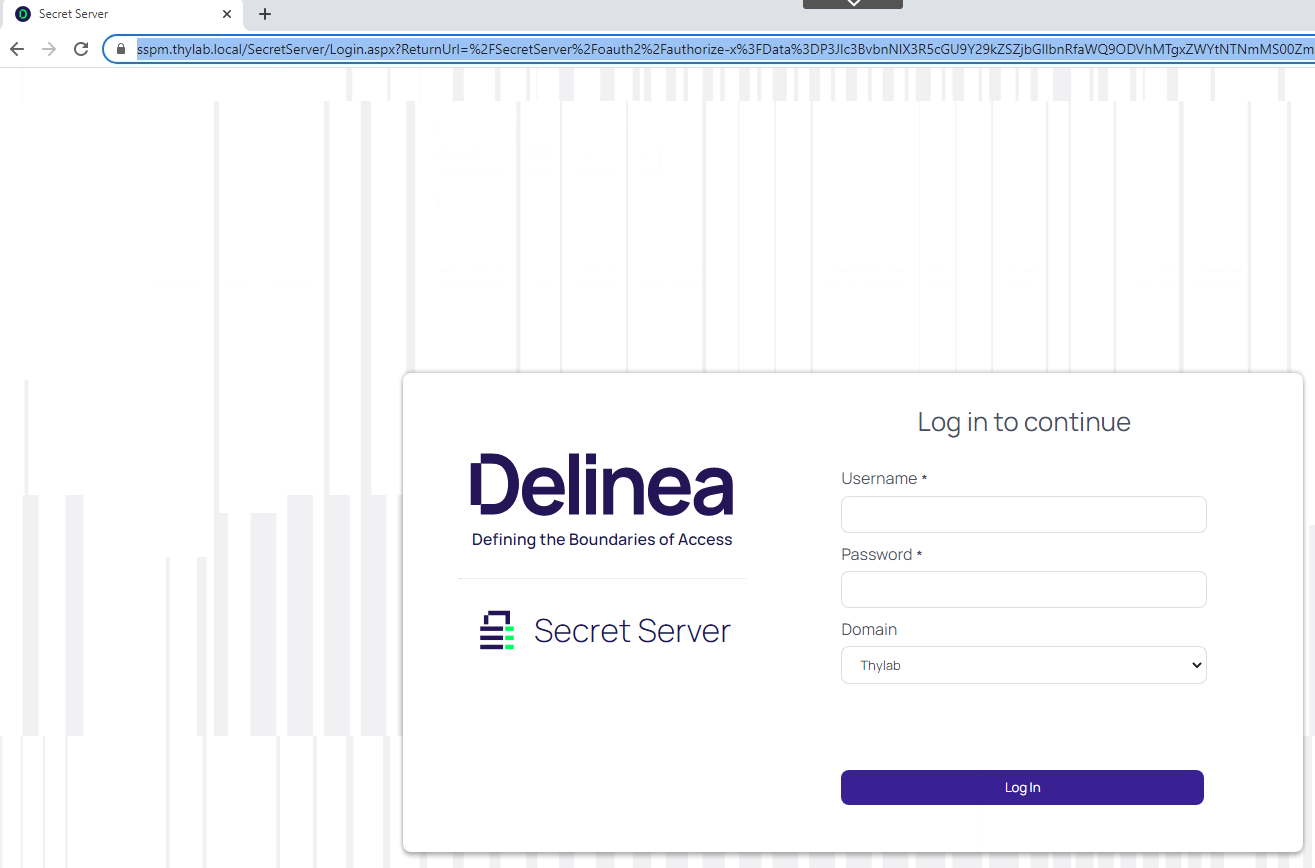 Secret Server
sspm.thylab.local/SecretServer/Login.aspx?ReturnUrl=%2FSecretServer%2Foauth2%2Fauthorize-x%3FData%3DP3Jlc3BvbnNlX3R5cGU9Y29kZSZjbGllbnRfaWQ9ODVhMTgxZWYtNTNmMS00Zm
Log in to continue
Delinea
Defining the Boundaries of Access
Secret Server
Username *
Password *
Domain
Thylab
Log In